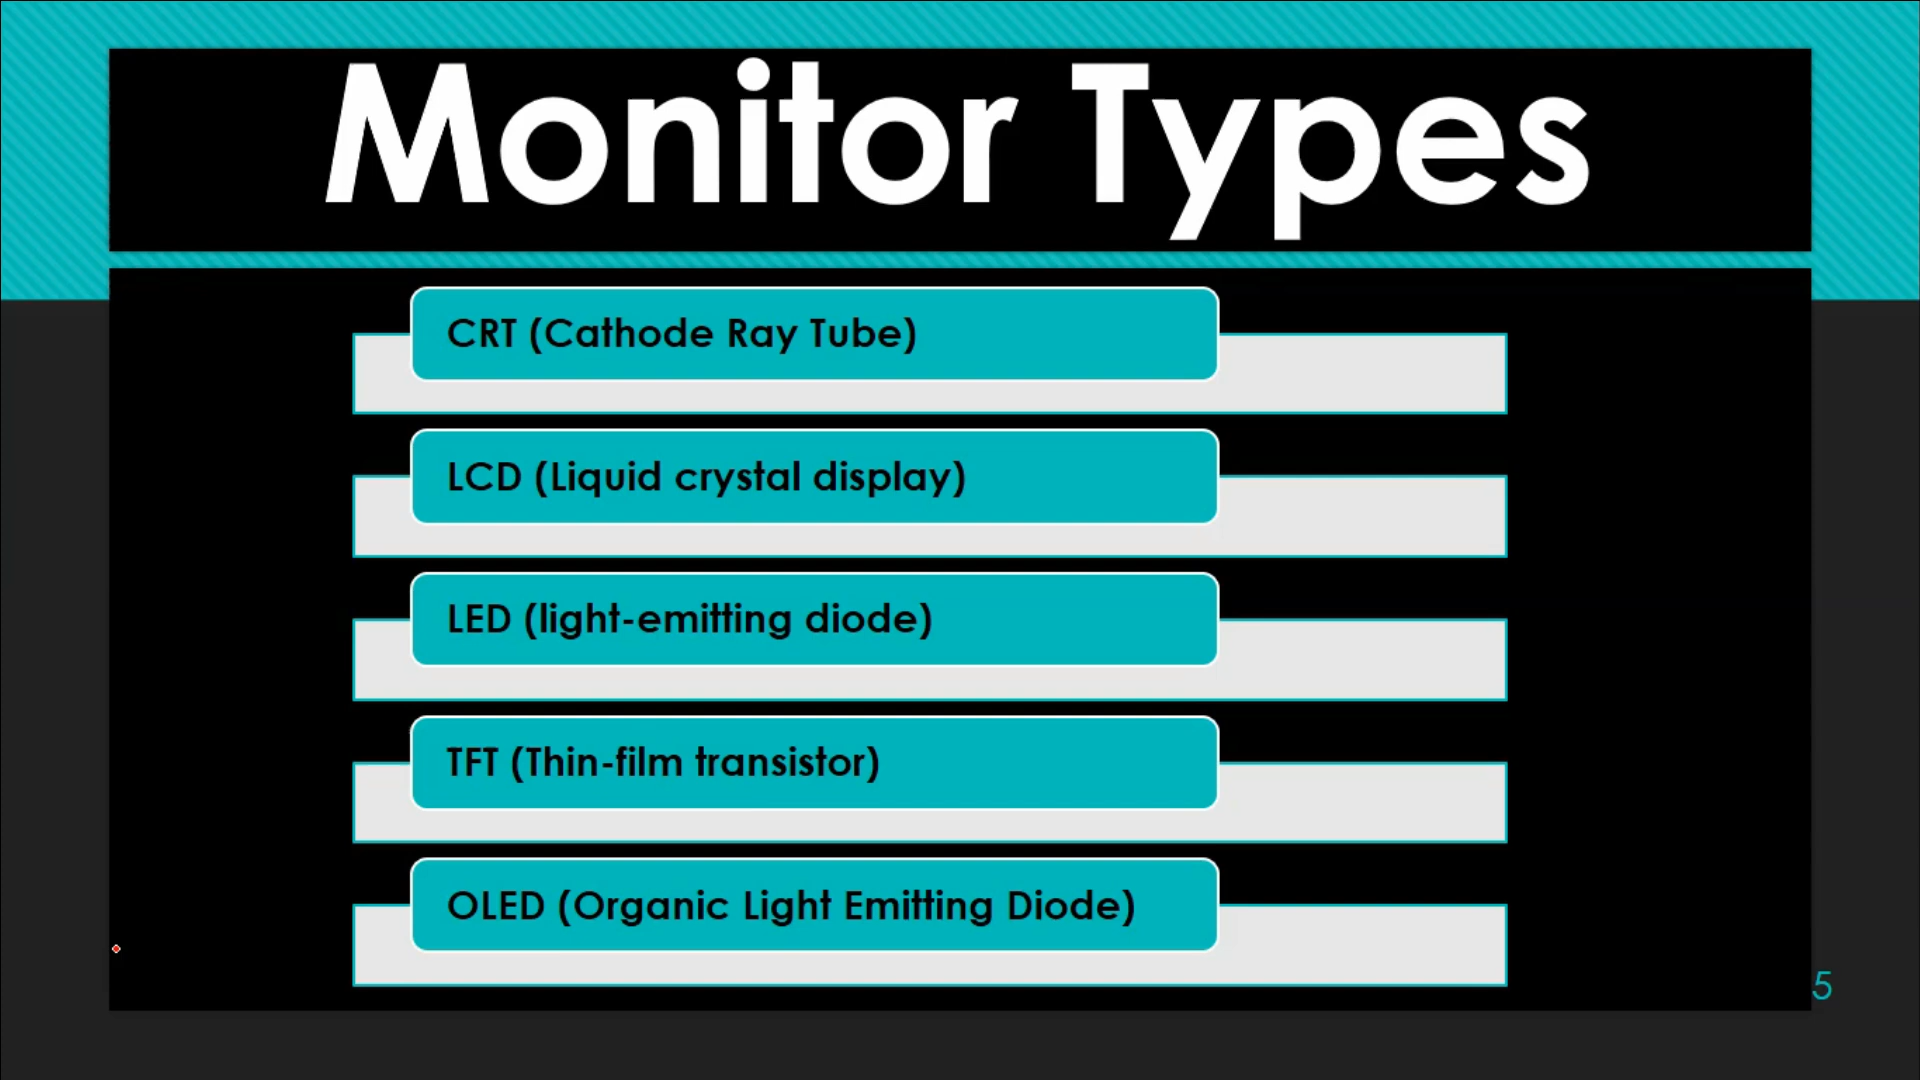 Monitor Types
CRT (Cathode Ray Tube)
LCD (Liquid crystal display)
LED (light-emitting diode)
TFT (Thin-film transistor)
OLED (Organic Light Emitting Diode)
5